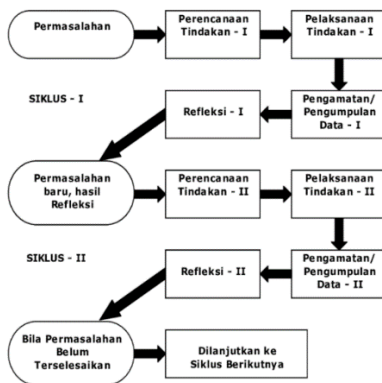 Permasalahan
Perencanaan
Tindakan - I
Pelaksanaan
Tindakan - I
SIKLUS - I
Refleksi - I
Pengamatan/
Pengumpulan
Data - I
Permasalahan
baru, hasil
Refleksi
Perencanaan
Tindakan - II
Pelaksanaan
Tindakan - II
SIKLUS - II
Refleksi - II
Pengamatan/
Pengumpulan
Data - II
Bila Permasalahan
Belum
Terselesaikan
Dilanjutkan ke
Siklus Berikutnya